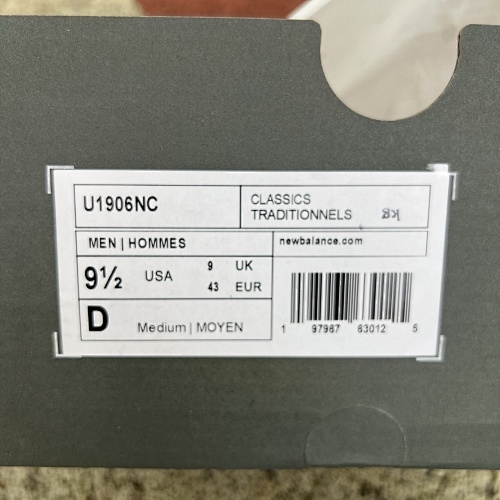 U1906NC
CLASSICS
TRADITIONNELS
MEN | HOMMES
newbalance.com
9½ USA
9 UK
43 EUR
D
Medium | MOYEN
1 97967 63012 5